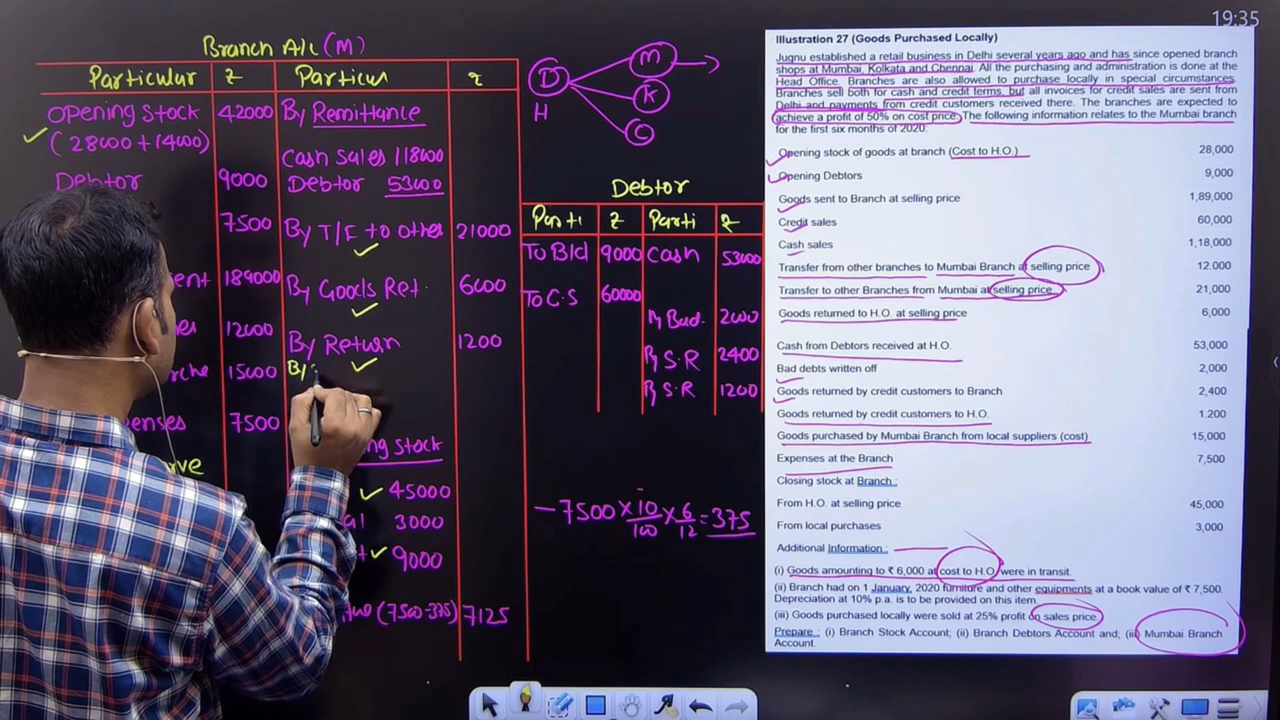 19:35
Branch A/c (M)
Particular ₹ Particus ₹
Opening Stock 42000 By Remittance
(28000 + 14000)
Cash Sales 118000
Debtor 9000 Debtor 53000
7500 By T/F to other 21000
ent 189000 By Goods Ret. 6000
12000 By Return 1200
15000 By
penses 7500
ng Stock
45000
al 3000
9000
(7500-375) 7125
D
H
M
K
C
Debtor
Parti ₹ Parti ₹
To B/d 9000 Cash 53000
To C.S 60000
By Bad. 2000
By S.R 2400
By S.R 1200
- 7500 × 10/100 × 6/12 = 375
Illustration 27 (Goods Purchased Locally)
Jugnu established a retail business in Delhi several years ago and has since opened branch
shops at Mumbai, Kolkata and Chennai. All the purchasing and administration is done at the
Head Office. Branches are also allowed to purchase locally in special circumstances.
Branches sell both for cash and credit terms, but all invoices for credit sales are sent from
Delhi and payments from credit customers received there. The branches are expected to
achieve a profit of 50% on cost price. The following information relates to the Mumbai branch
for the first six months of 2020:
Opening stock of goods at branch (Cost to H.O.) 28,000
Opening Debtors 9,000
Goods sent to Branch at selling price 1,89,000
Credit sales 60,000
Cash sales 1,18,000
Transfer from other branches to Mumbai Branch at selling price 12.000
Transfer to other Branches from Mumbai at selling price 21,000
Goods returned to H.O. at selling price 6,000
Cash from Debtors received at H.O. 53,000
Bad debts written off 2,000
Goods returned by credit customers to Branch 2,400
Goods returned by credit customers to H.O. 1.200
Goods purchased by Mumbai Branch from local suppliers (cost) 15,000
Expenses at the Branch 7,500
Closing stock at Branch :
From H.O. at selling price 45,000
From local purchases 3,000
Additional Information :
(i) Goods amounting to ₹ 6,000 at cost to H.O. were in transit.
(ii) Branch had on 1 January, 2020 furniture and other equipments at a book value of ₹ 7,500.
Depreciation at 10% p.a. is to be provided on this item.
(iii) Goods purchased locally were sold at 25% profit on sales price.
Prepare : (i) Branch Stock Account; (ii) Branch Debtors Account and; (iii) Mumbai Branch
Account.